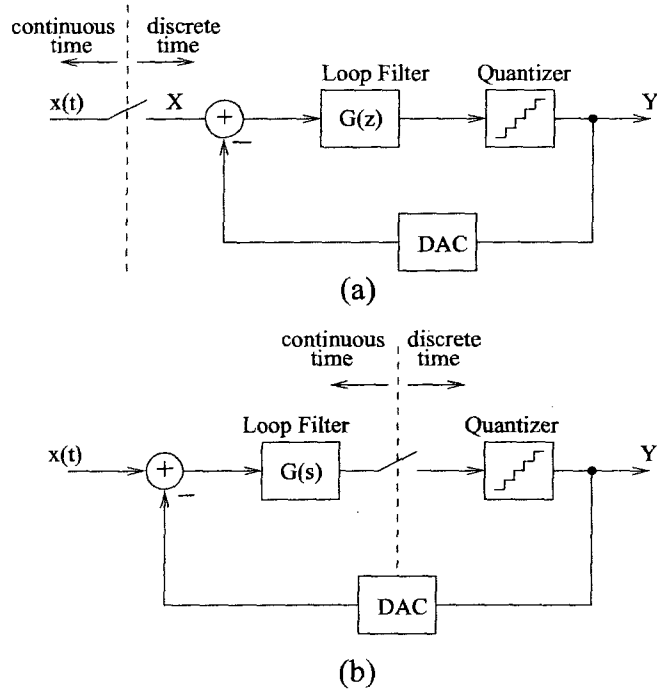 continuous time
discrete time
x(t)
X
+
−
Loop Filter
G(z)
Quantizer
Y
DAC
(a)
continuous time
discrete time
x(t)
+
−
Loop Filter
G(s)
Quantizer
Y
DAC
(b)